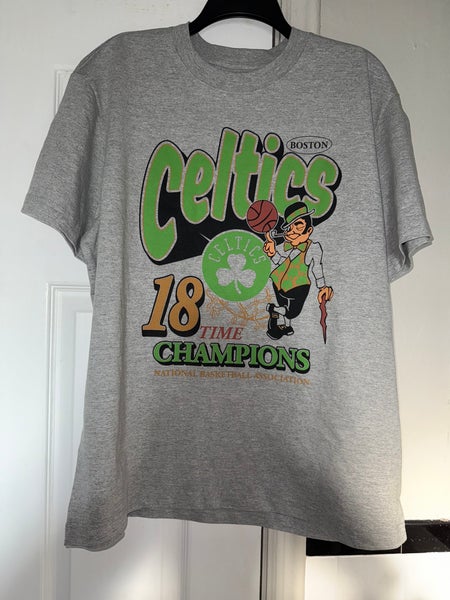 BOSTON
Celtics
CELTICS
18
TIME
CHAMPIONS
NATIONAL BASKETBALL ASSOCIATION